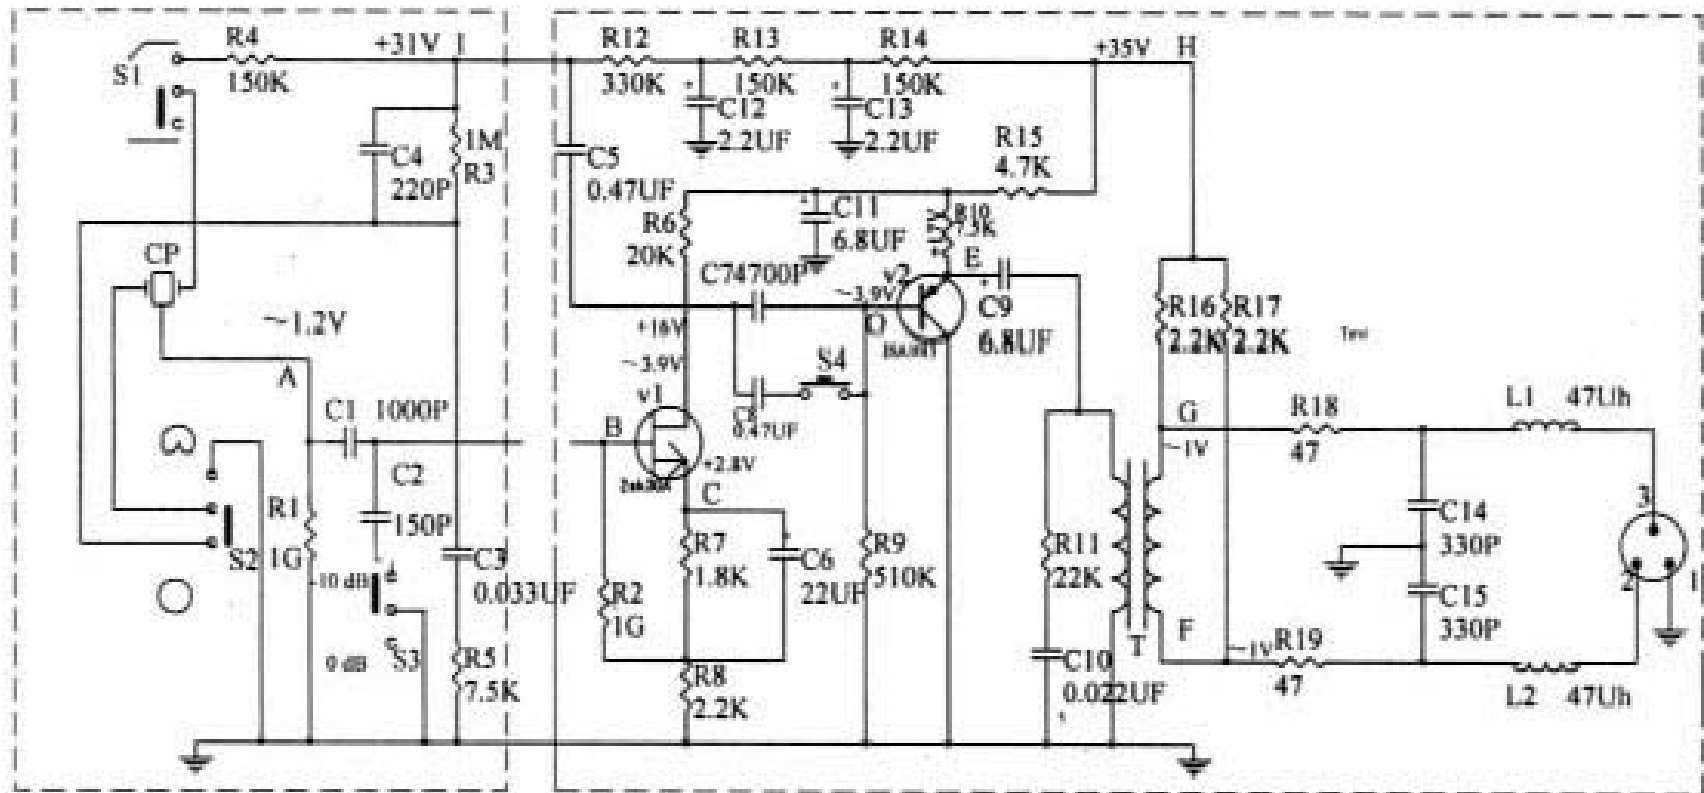 S1
R4
150K
+31V I
R12
330K
R13
150K
R14
150K
+35V H
C12
2.2UF
C13
2.2UF
R15
4.7K
C4
220P
1M
R3
C5
0.47UF
R6
20K
C11
6.8UF
R10
CP
~1.2V
A
C7 4700P
v2
~3.9V
D
E
C9
6.8UF
+16V
~3.9V
S4
C8
0.47UF
R16
2.2K
R17
2.2K
C1 1000P
B
v1
+2.8V
C
G
~1V
R18
47
L1 47Uh
C2
150P
R1
1G
S2
-10 dB
0 dB
S3
C3
0.033UF
R5
7.5K
R2
1G
R7
1.8K
C6
22UF
R9
510K
R8
2.2K
R11
22K
C10
0.022UF
T
F
~1V
R19
47
C14
330P
C15
330P
3
2
1
L2 47Uh